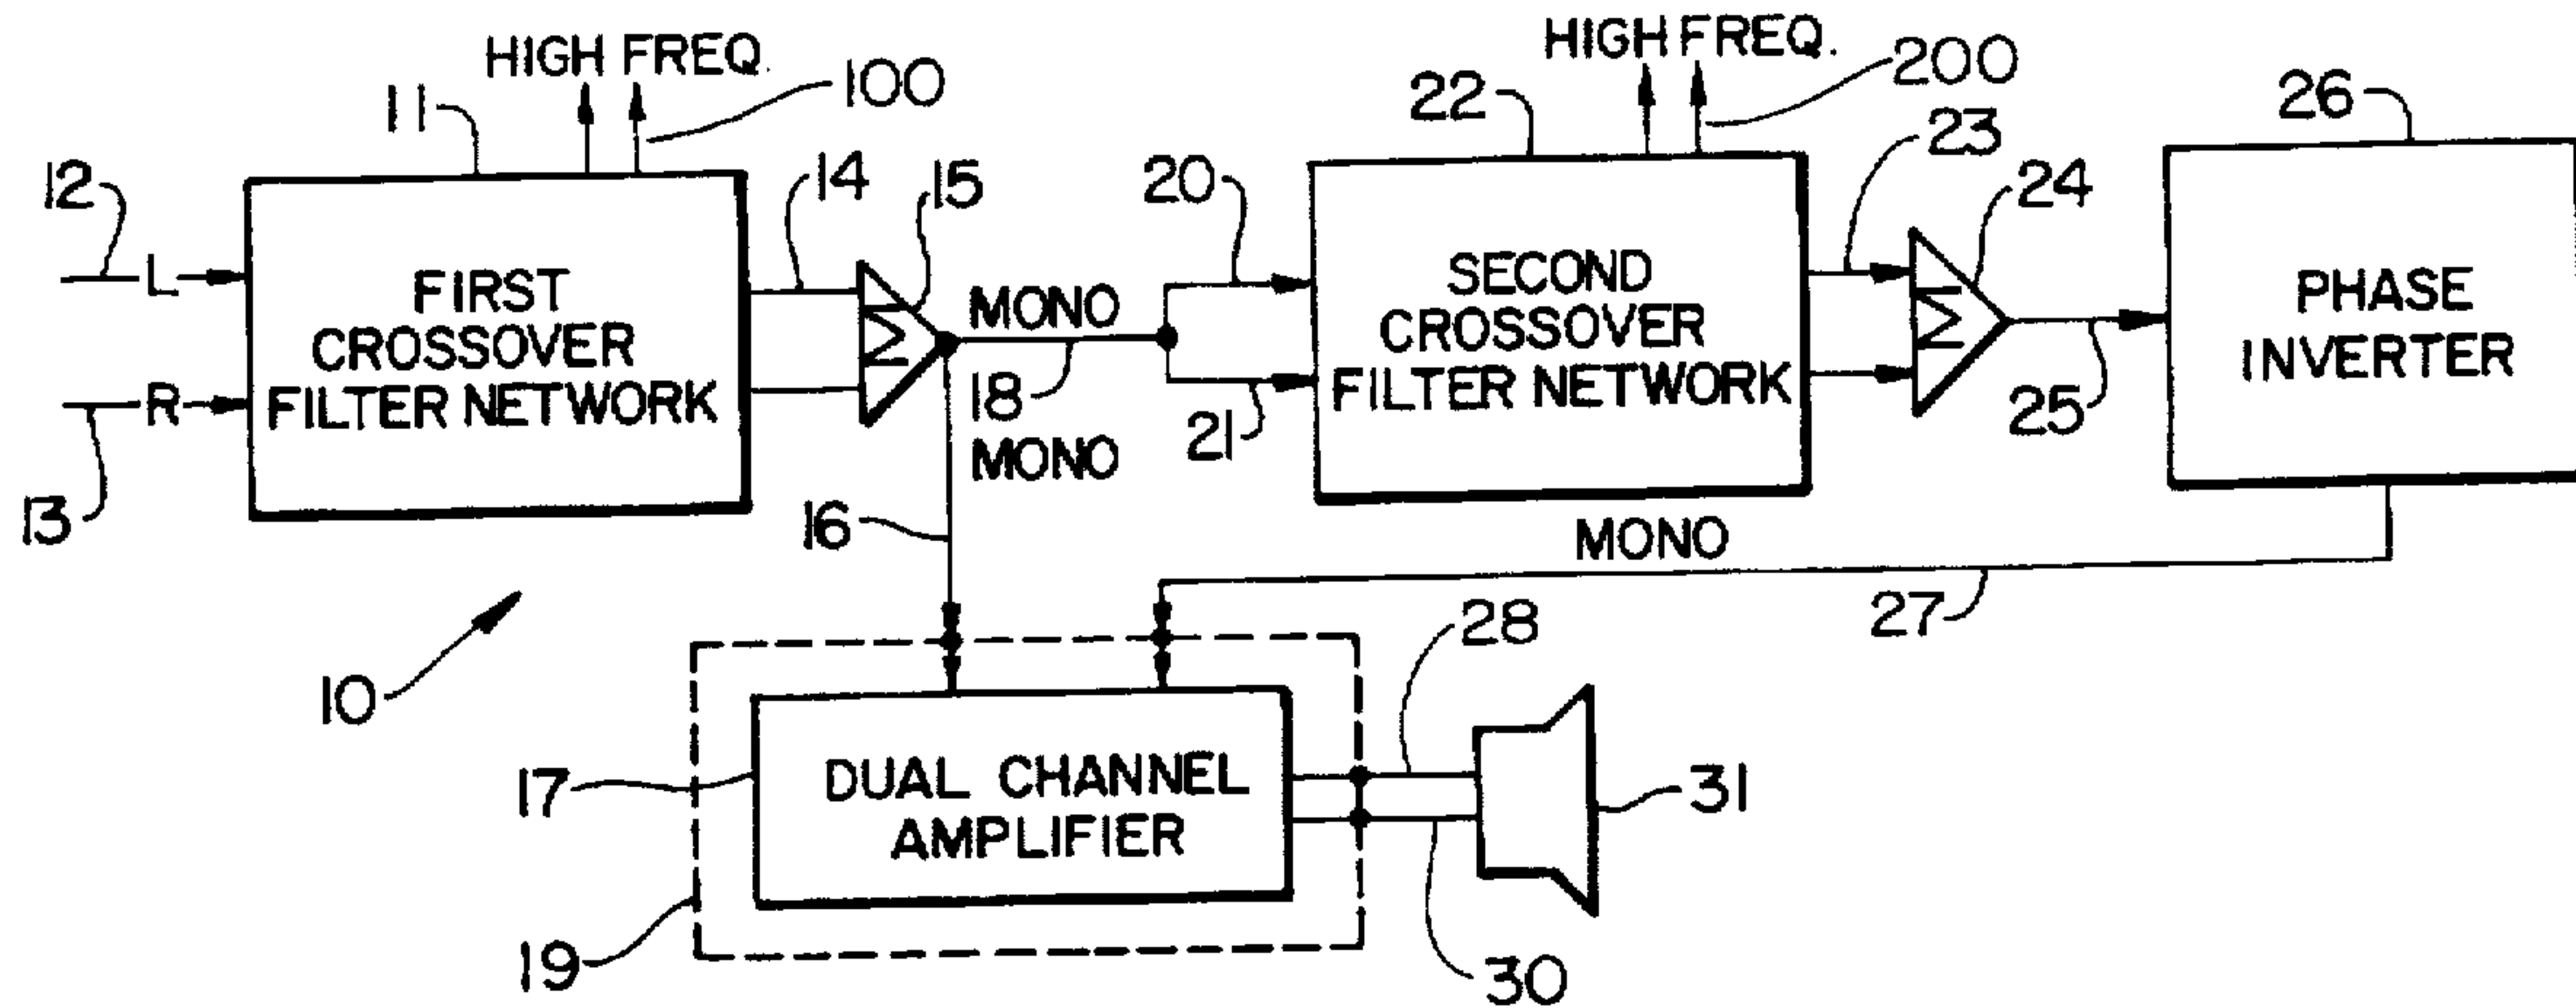 HIGH FREQ.
100
11
12
L
R
13
FIRST
CROSSOVER
FILTER NETWORK
14
15
Σ
MONO
18
MONO
16
20
21
HIGH FREQ.
200
22
SECOND
CROSSOVER
FILTER NETWORK
23
24
Σ
25
26
PHASE
INVERTER
MONO
27
10
17
DUAL CHANNEL
AMPLIFIER
19
28
30
31